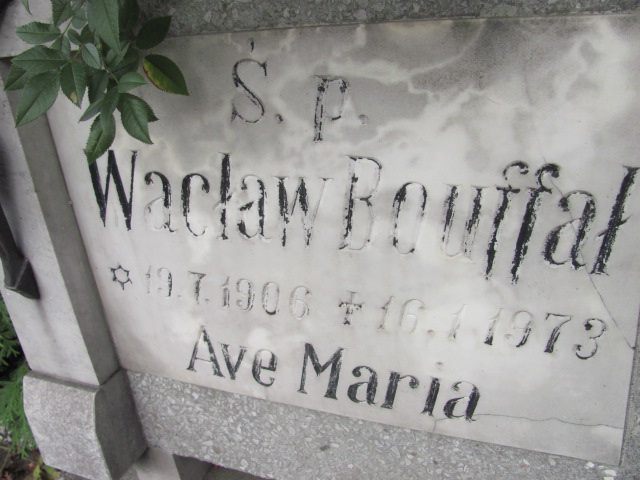 Ś. p.
Wacław Bouffał
✡ 19.7.1906 ✝ 16.1.1973
Ave Maria